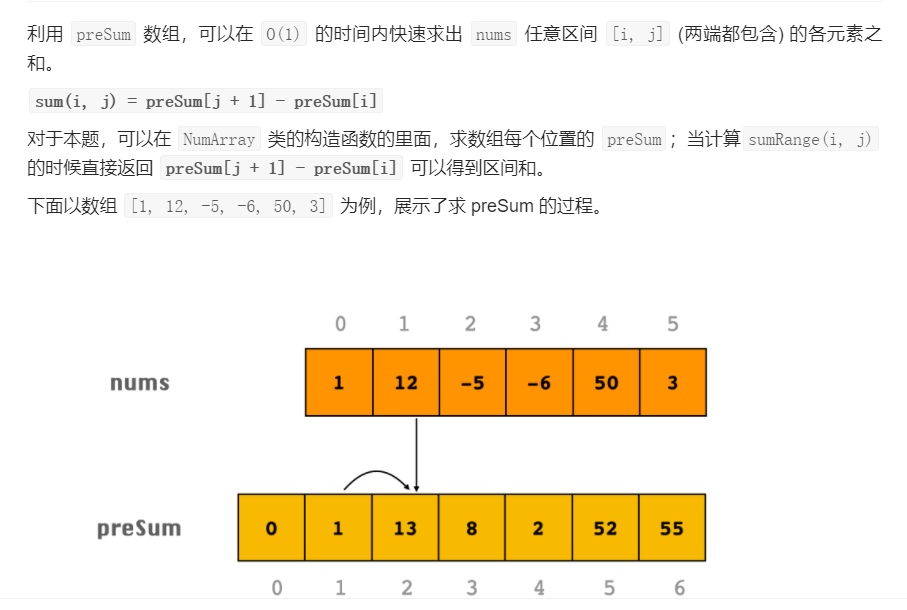 利用 preSum 数组，可以在 O(1) 的时间内快速求出 nums 任意区间 [i, j] (两端都包含) 的各元素之
和。
sum(i, j) = preSum[j + 1] - preSum[i]
对于本题，可以在 NumArray 类的构造函数的里面，求数组每个位置的 preSum ；当计算 sumRange(i, j)
的时候直接返回 preSum[j + 1] - preSum[i] 可以得到区间和。
下面以数组 [1, 12, -5, -6, 50, 3] 为例，展示了求 preSum 的过程。
0 1 2 3 4 5
nums 1 12 -5 -6 50 3
preSum 0 1 13 8 2 52 55
0 1 2 3 4 5 6